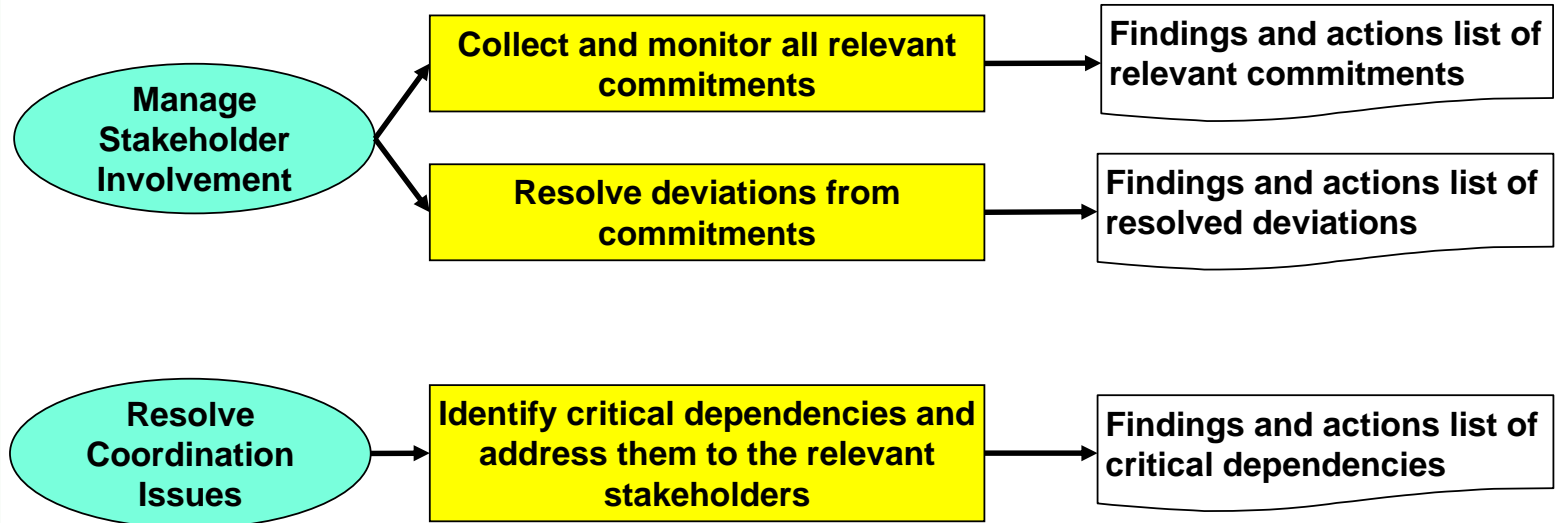 Manage
Stakeholder
Involvement
Collect and monitor all relevant
commitments
Findings and actions list of
relevant commitments
Resolve deviations from
commitments
Findings and actions list of
resolved deviations
Resolve
Coordination
Issues
Identify critical dependencies and
address them to the relevant
stakeholders
Findings and actions list of
critical dependencies